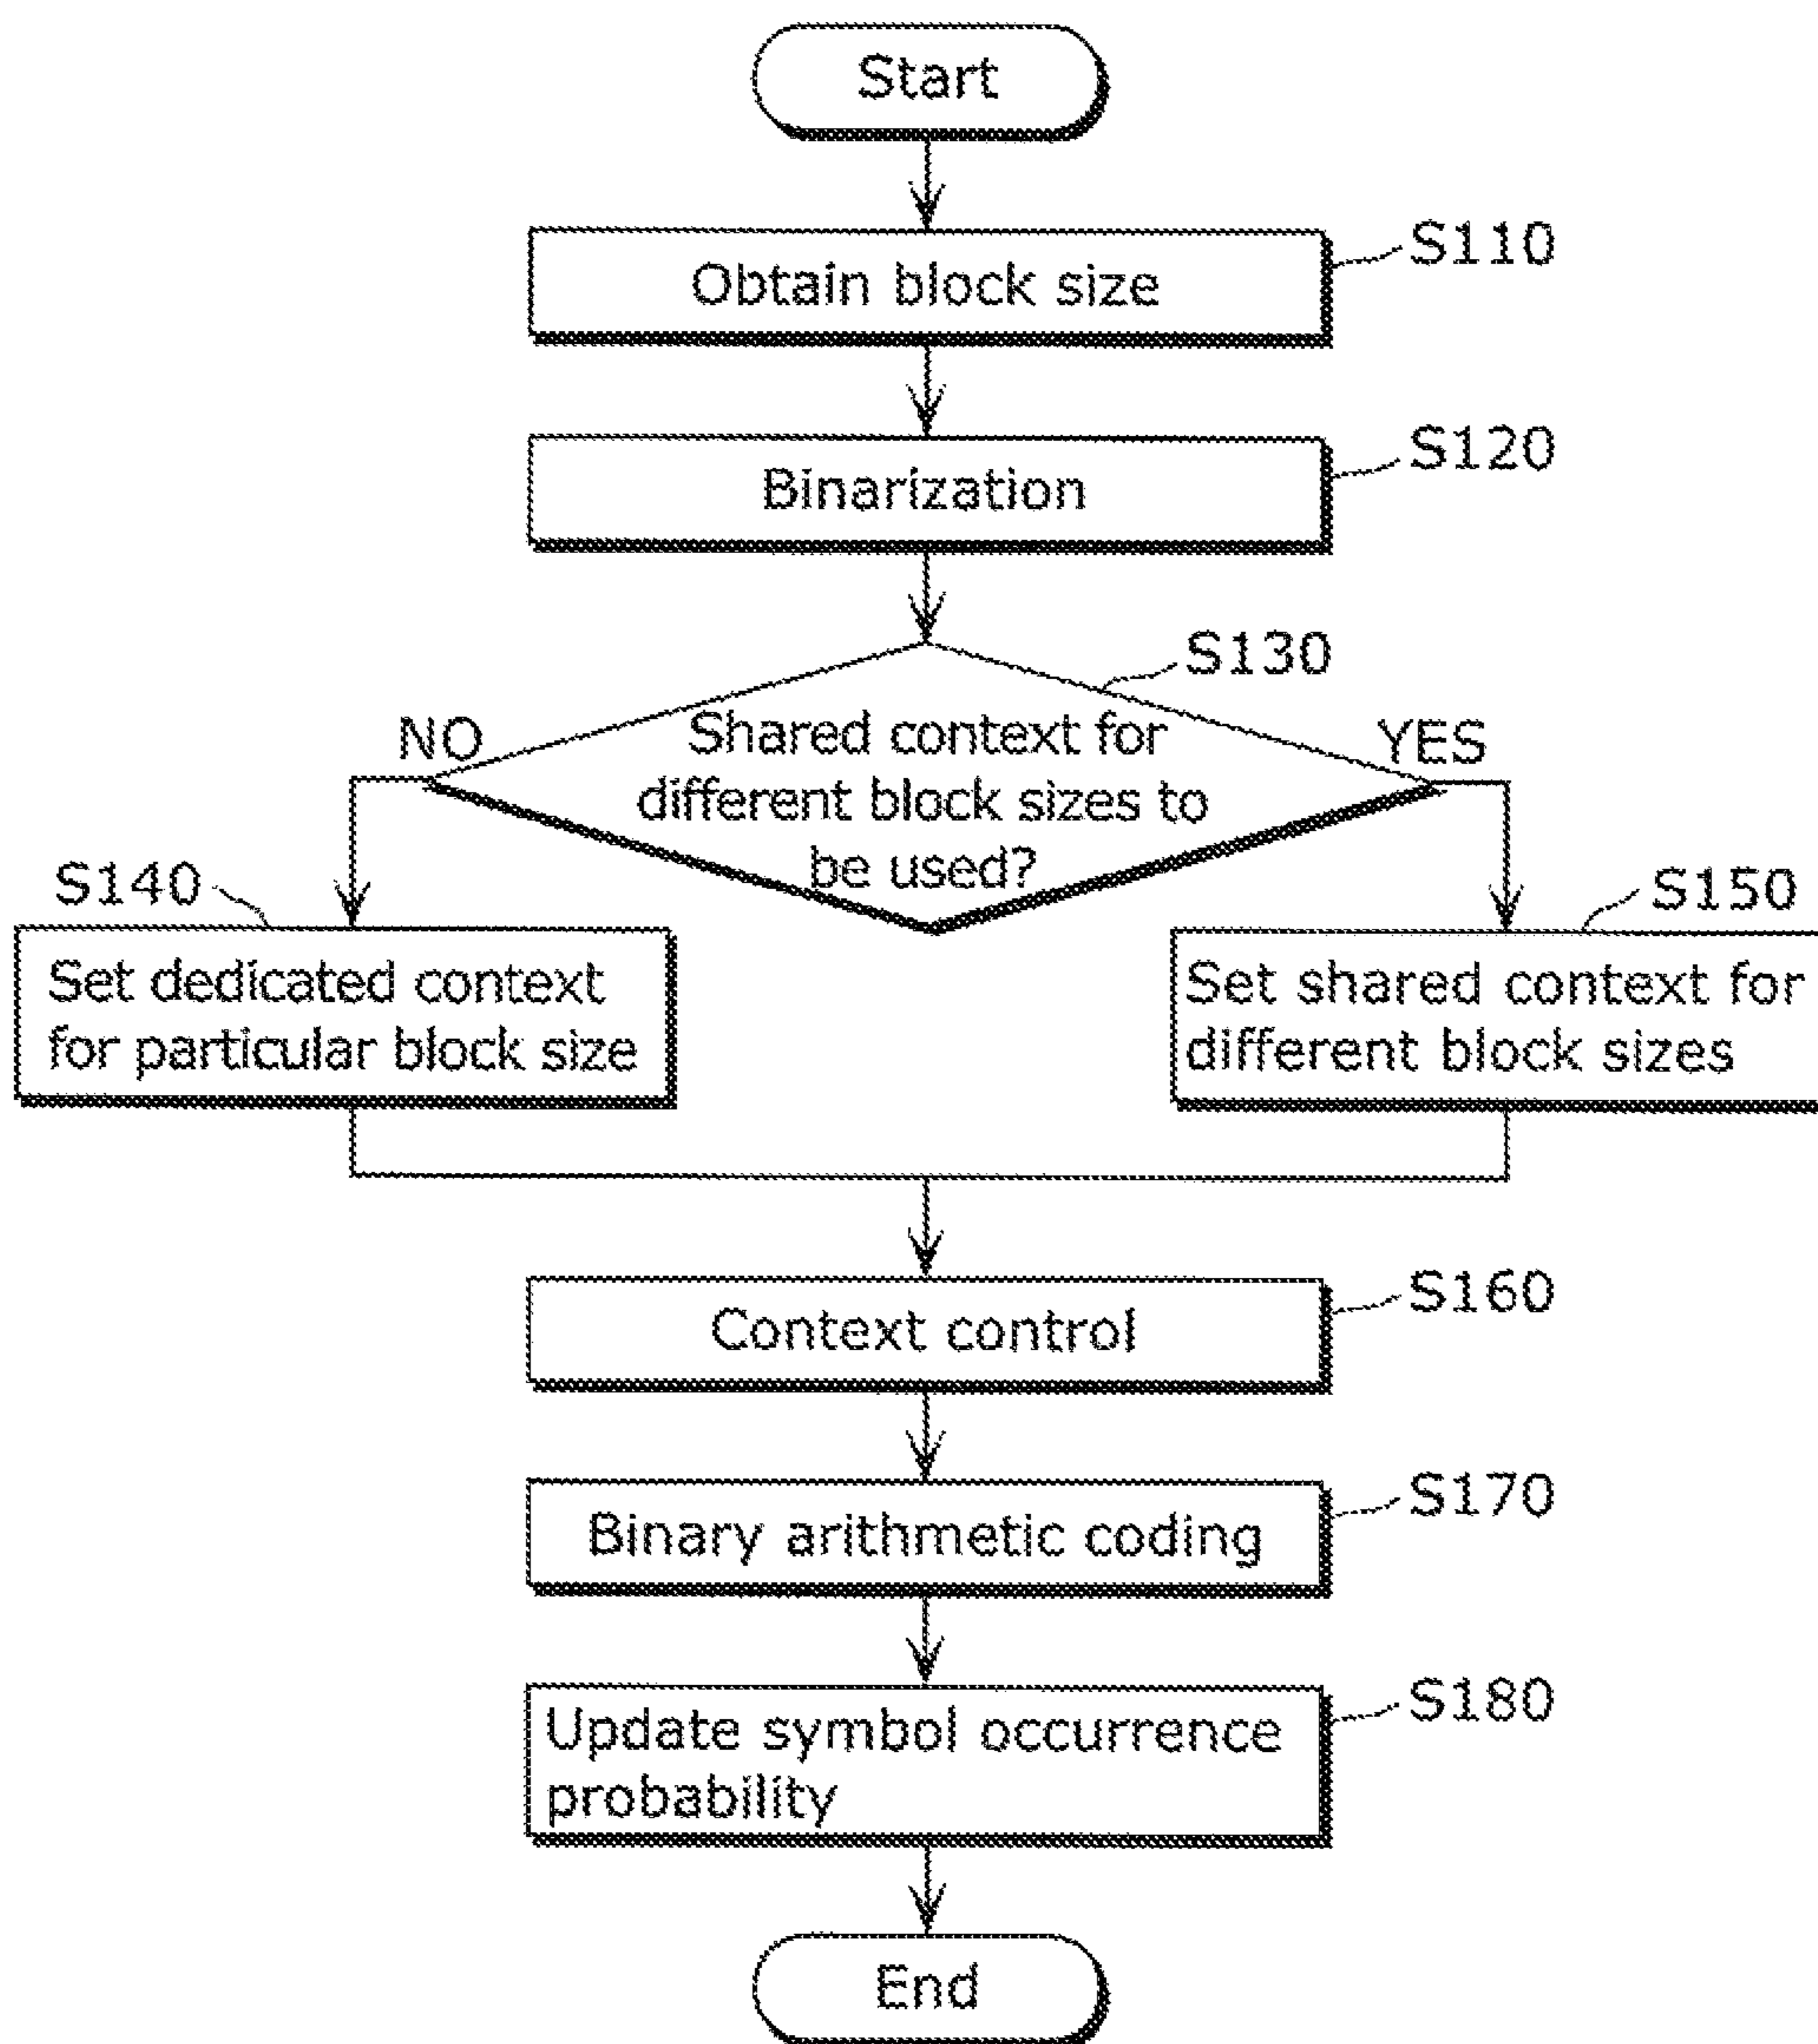 Start
S110
Obtain block size
S120
Binarization
S130
NO
Shared context for
different block sizes to
be used?
YES
S140
Set dedicated context
for particular block size
S150
Set shared context for
different block sizes
S160
Context control
S170
Binary arithmetic coding
S180
Update symbol occurrence
probability
End